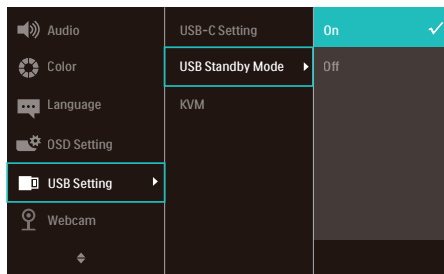 Audio
Color
Language
OSD Setting
USB Setting
Webcam
USB-C Setting
USB Standby Mode
KVM
On
Off